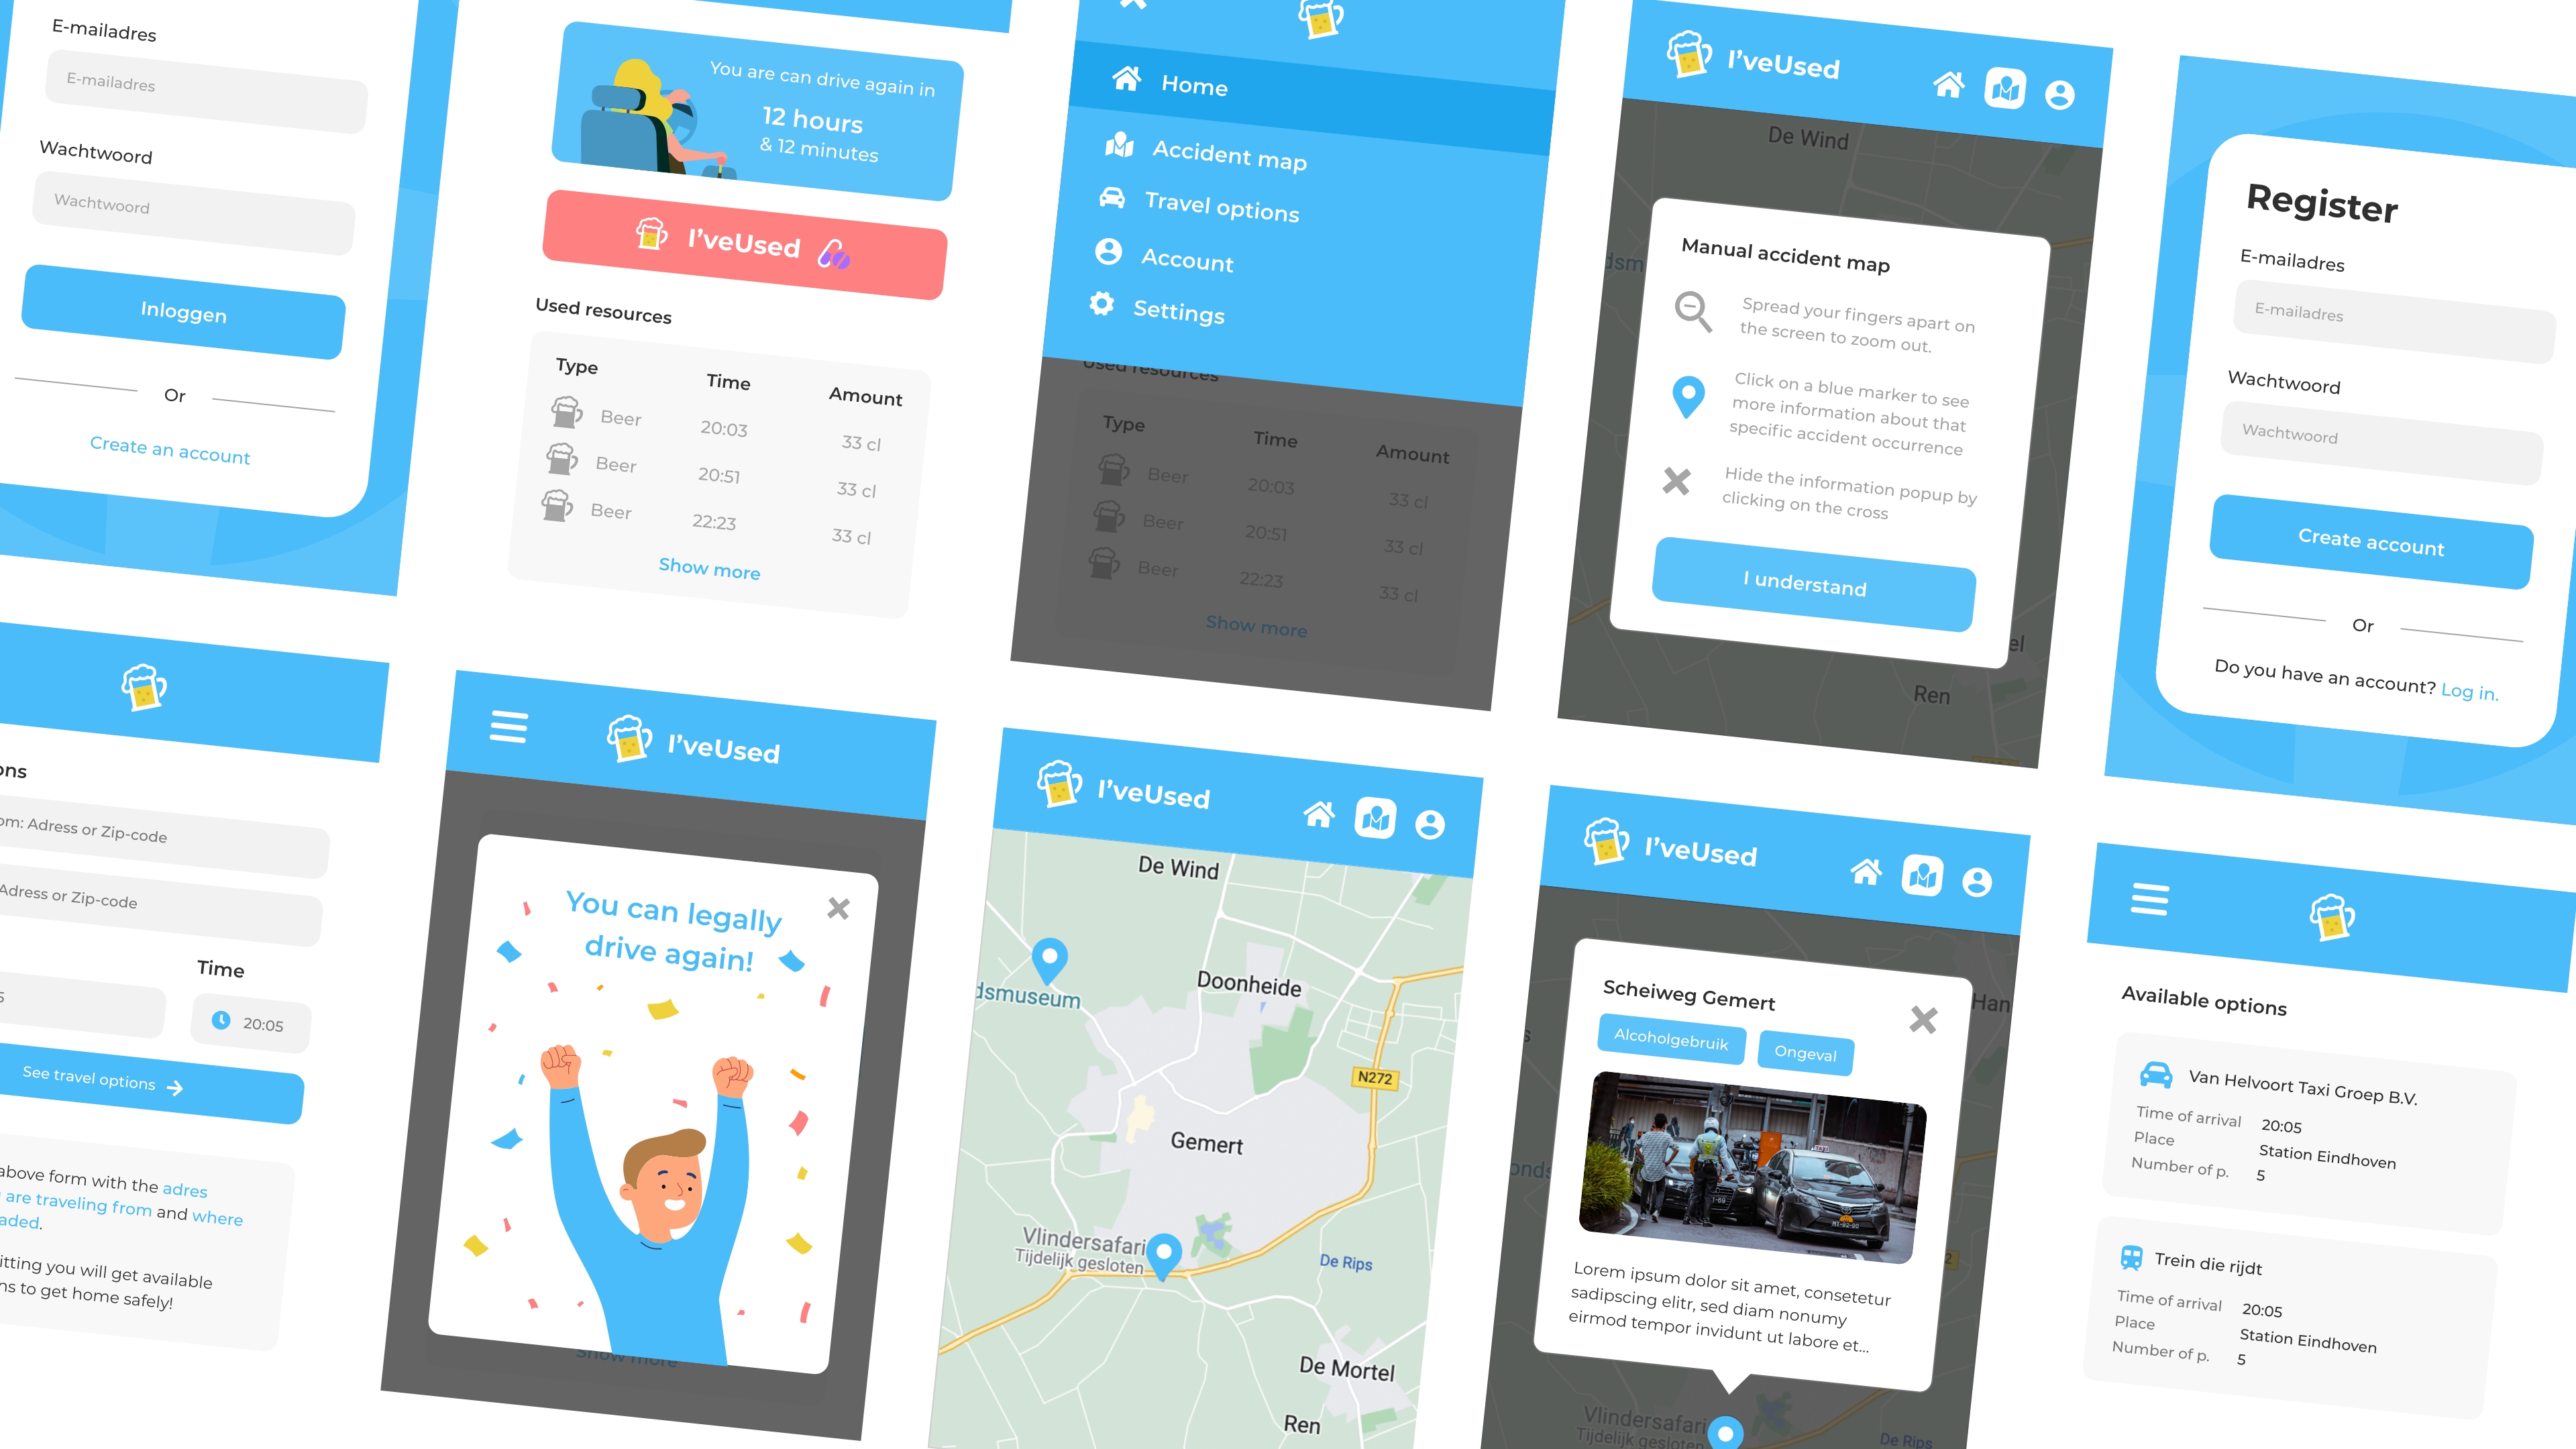 E-mailadres
E-mailadres
Wachtwoord
Wachtwoord
Inloggen
Or
Create an account
You are can drive again in
12 hours
& 12 minutes
I'veUsed
Used resources
Type Time Amount
Beer 20:03 33 cl
Beer 20:51 33 cl
Beer 22:23 33 cl
Show more
Home
Accident map
Travel options
Account
Settings
Used resources
Type Time Amount
Beer 20:03 33 cl
Beer 20:51 33 cl
Beer 22:23 33 cl
Show more
I'veUsed
De Wind
Manual accident map
Spread your fingers apart on
the screen to zoom out.
Click on a blue marker to see
more information about that
specific accident occurrence
Hide the information popup by
clicking on the cross
I understand
Ren
Register
E-mailadres
E-mailadres
Wachtwoord
Wachtwoord
Create account
Or
Do you have an account? Log in.
ons
om: Adress or Zip-code
Adress or Zip-code
Time
5 20:05
See travel options
above form with the adres
are traveling from and where
aded.
itting you will get available
ns to get home safely!
I'veUsed
You can legally
drive again!
Show more
I'veUsed
De Wind
dsmuseum
Doonheide
N272
Gemert
Vlindersafari
Tijdelijk gesloten
De Rips
De Mortel
Ren
I'veUsed
Han
Scheiweg Gemert
Alcoholgebruik Ongeval
TAXI
Lorem ipsum dolor sit amet, consetetur
sadipscing elitr, sed diam nonumy
eirmod tempor invidunt ut labore et...
Vlindersafari
Tijdelijk gesloten
De Rips
Available options
Van Helvoort Taxi Groep B.V.
Time of arrival 20:05
Place Station Eindhoven
Number of p. 5
Trein die rijdt
Time of arrival 20:05
Place Station Eindhoven
Number of p. 5